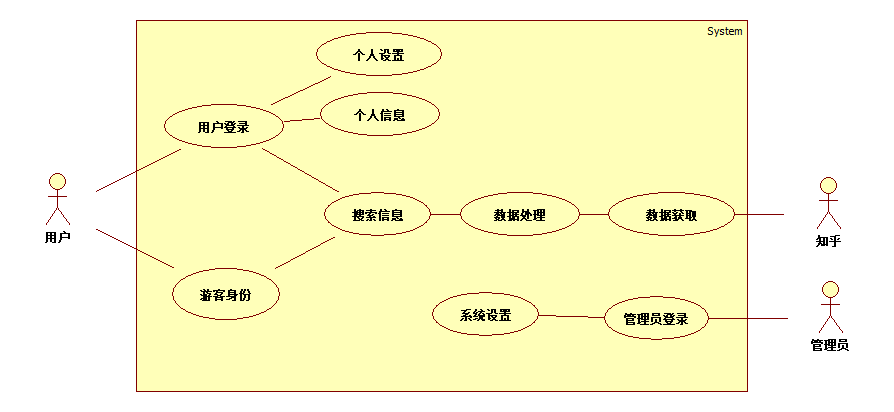 System
个人设置
个人信息
用户登录
用户
搜索信息
数据处理
数据获取
知乎
游客身份
系统设置
管理员登录
管理员